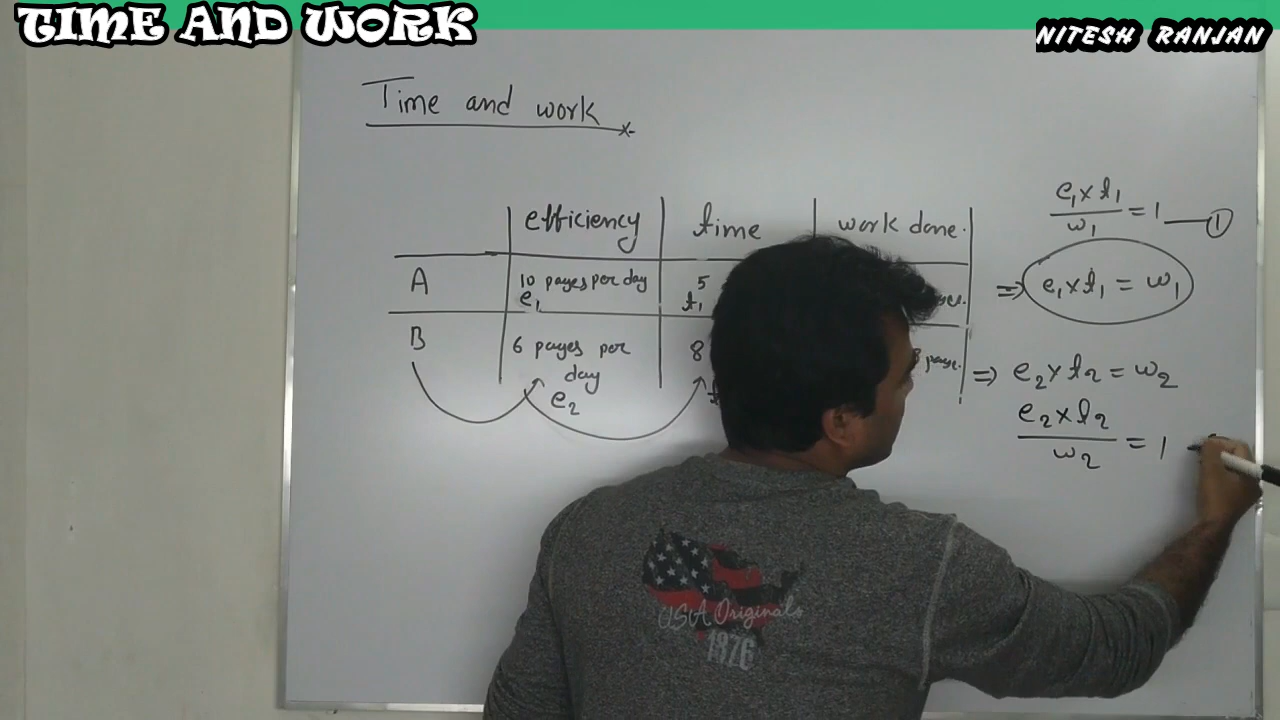 TIME AND WORK
NITESH RANJAN
Time and work
efficiency time work done.
A 10 pages per day 5
e₁ t₁
B 6 pages per day 8
e₂
e₁ x t₁ / w₁ = 1 — ①
⇒ e₁ x t₁ = w₁
⇒ e₂ x t₂ = w₂
e₂ x t₂ / w₂ = 1
USA Originals
1876